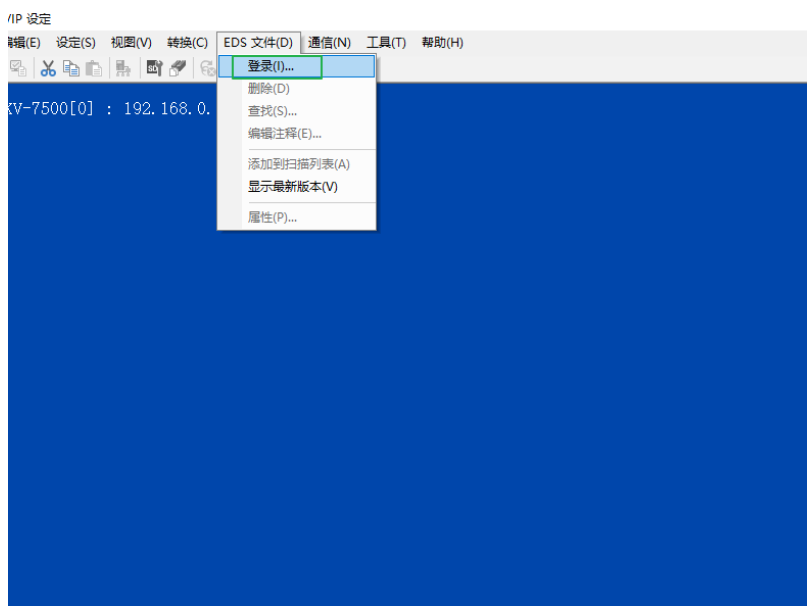 /IP 设定
编辑(E) 设定(S) 视图(V) 转换(C) EDS 文件(D) 通信(N) 工具(T) 帮助(H)
登录(I)...
删除(D)
KV-7500[0] : 192.168.0.
查找(S)...
编辑注释(E)...
添加到扫描列表(A)
显示最新版本(V)
属性(P)...